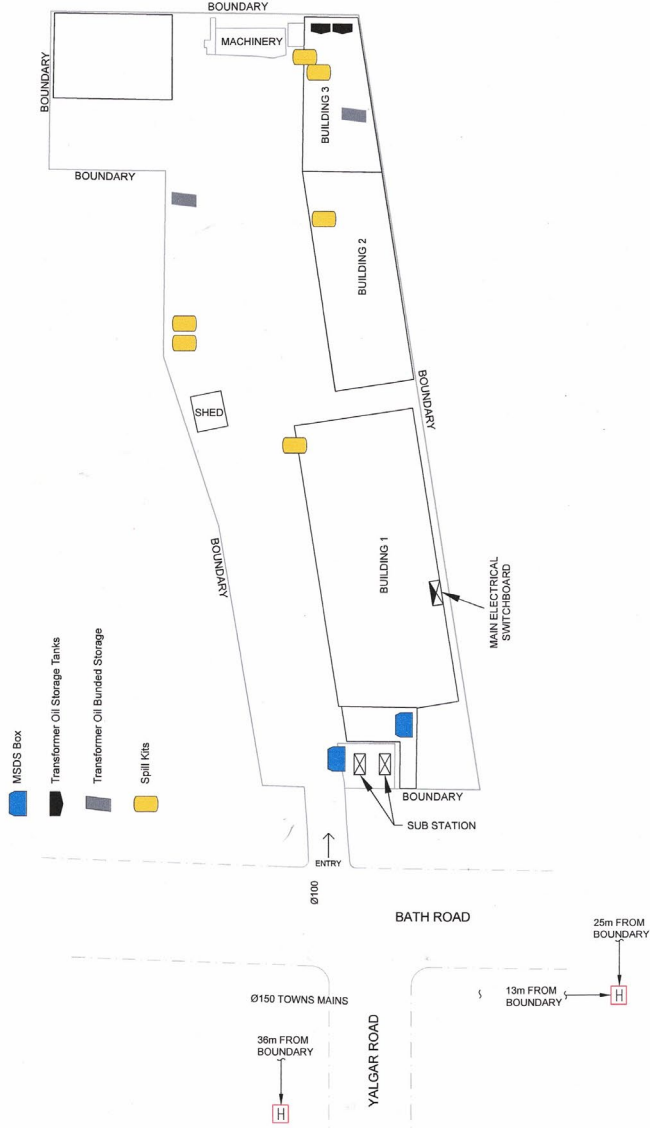 BOUNDARY
MACHINERY
BOUNDARY
BUILDING 3
BOUNDARY
BUILDING 2
SHED
BOUNDARY
BOUNDARY
BUILDING 1
MAIN ELECTRICAL
SWITCHBOARD
MSDS Box
Transformer Oil Storage Tanks
Transformer Oil Bunded Storage
Spill Kits
BOUNDARY
SUB STATION
ENTRY
Ø100
BATH ROAD
25m FROM
BOUNDARY
13m FROM
BOUNDARY
H
Ø150 TOWNS MAINS
36m FROM
BOUNDARY
H
YALGAR ROAD